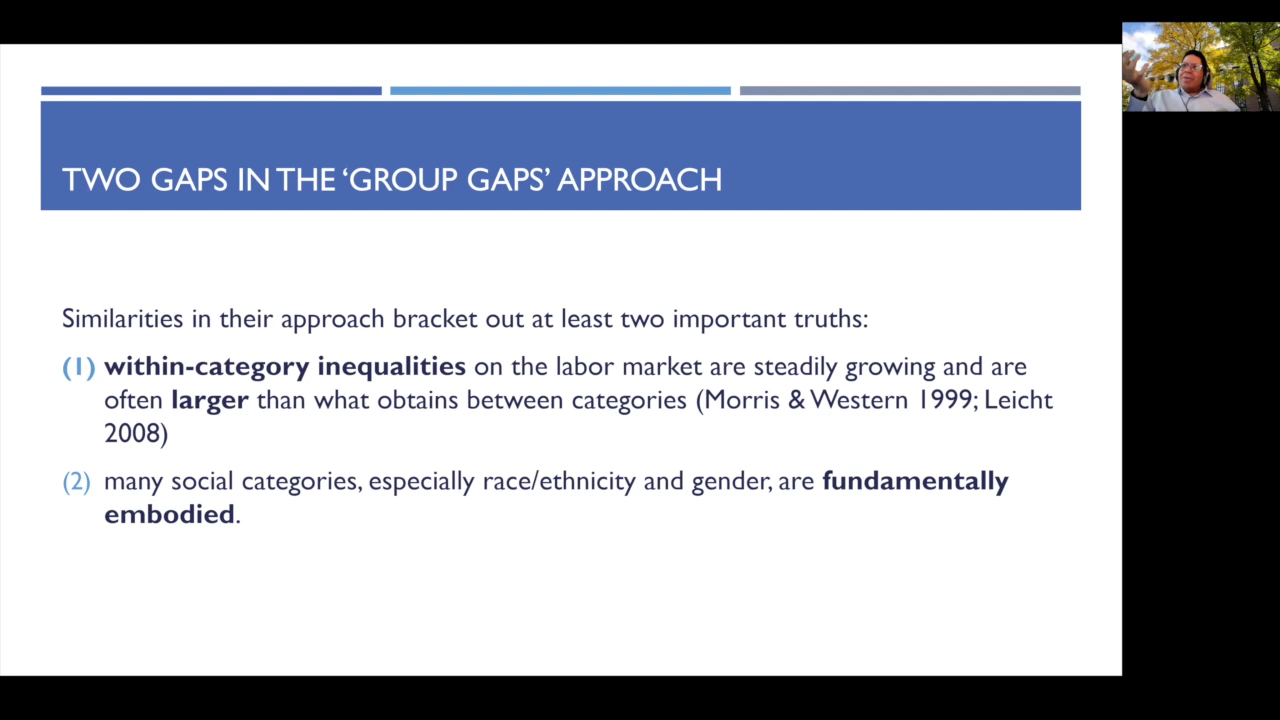 TWO GAPS IN THE ‘GROUP GAPS’ APPROACH
Similarities in their approach bracket out at least two important truths:
(1) within-category inequalities on the labor market are steadily growing and are
often larger than what obtains between categories (Morris & Western 1999; Leicht
2008)
(2) many social categories, especially race/ethnicity and gender, are fundamentally
embodied.